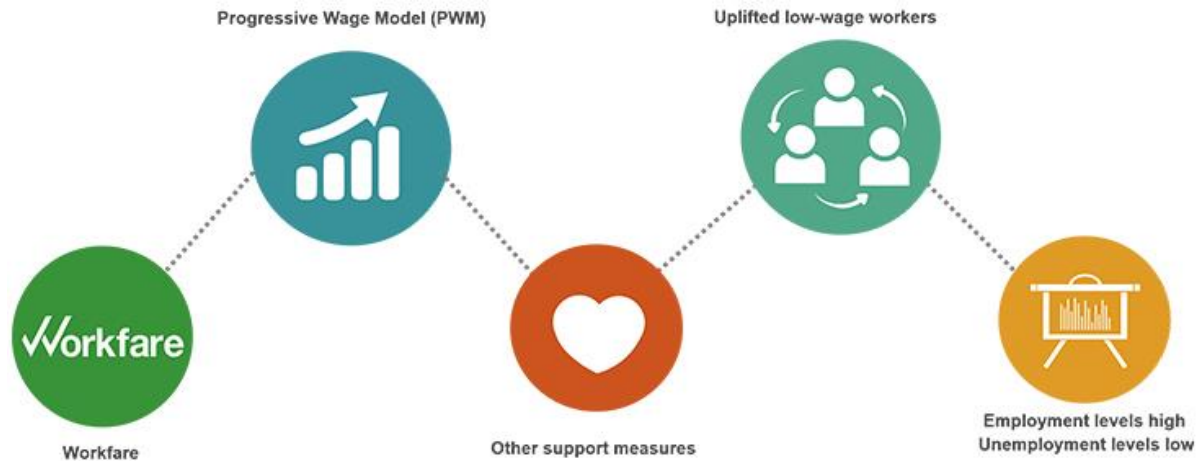 Progressive Wage Model (PWM)
Uplifted low-wage workers
Workfare
Workfare
Other support measures
Employment levels high
Unemployment levels low